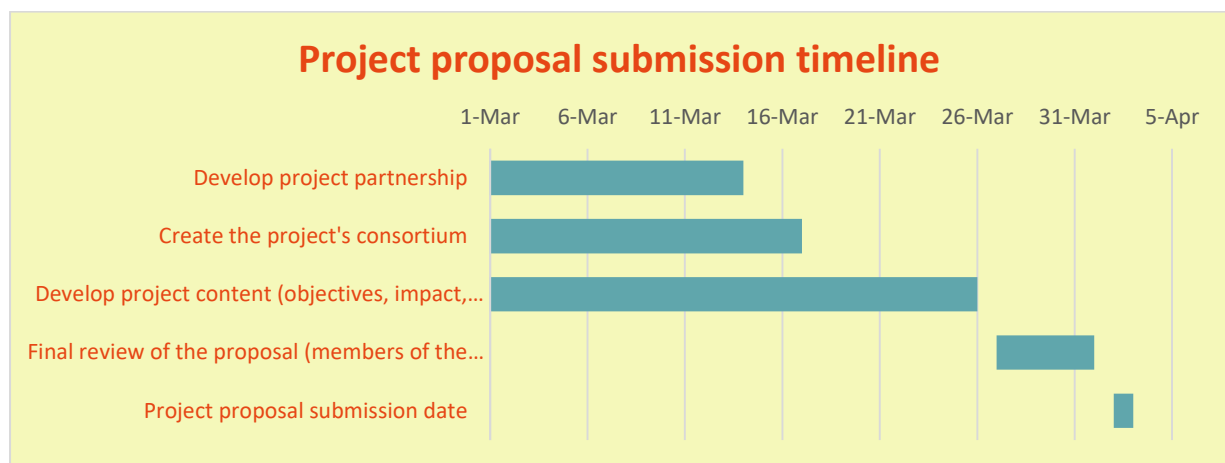 Project proposal submission timeline
1-Mar 6-Mar 11-Mar 16-Mar 21-Mar 26-Mar 31-Mar 5-Apr
Develop project partnership
Create the project's consortium
Develop project content (objectives, impact,...
Final review of the proposal (members of the...
Project proposal submission date